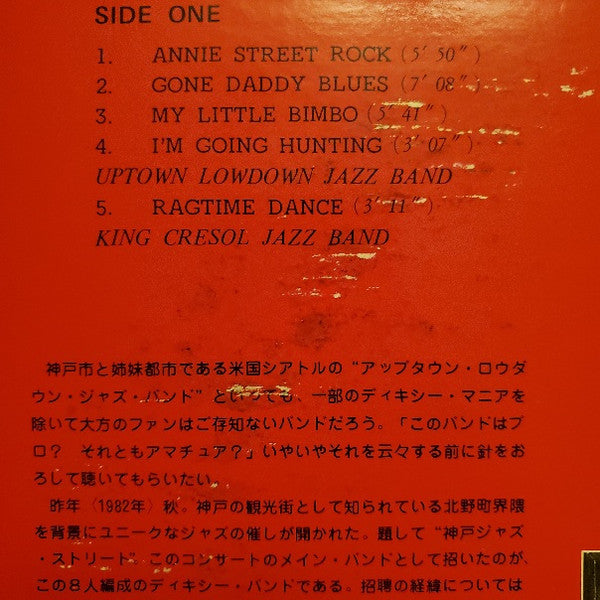 SIDE ONE
1. ANNIE STREET ROCK (5′50″)
2. GONE DADDY BLUES (7′08″)
3. MY LITTLE BIMBO (5′41″)
4. I'M GOING HUNTING (3′07″)
UPTOWN LOWDOWN JAZZ BAND
5. RAGTIME DANCE (3′11″)
KING CRESOL JAZZ BAND
神戸市と姉妹都市である米国シアトルの“アップタウン・ロウダ
ウン・ジャズ・バンド”といっても、一部のディキシー・マニアを
除いて大方のファンはご存知ないバンドだろう。「このバンドはプ
ロ？ それともアマチュア？」いやいやそれを云々する前に針をお
ろして聴いてもらいたい。
昨年（1982年）秋。神戸の観光街として知られている北野町界隈
を背景にユニークなジャズの催しが開かれた。題して“神戸ジャズ
・ストリート”。このコンサートのメイン・バンドとして招いたのが、
この8人編成のディキシー・バンドである。招聘の経緯については